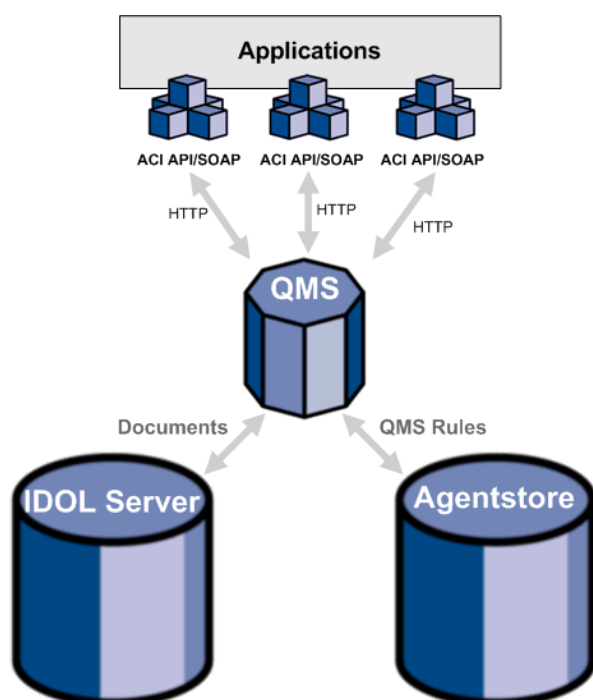 Applications
ACI API/SOAP ACI API/SOAP ACI API/SOAP
HTTP HTTP HTTP
QMS
Documents QMS Rules
IDOL Server Agentstore